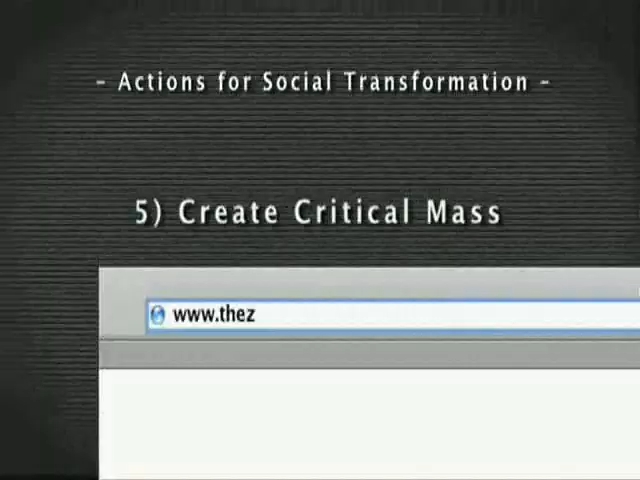 - Actions for Social Transformation -
5) Create Critical Mass
www.thez